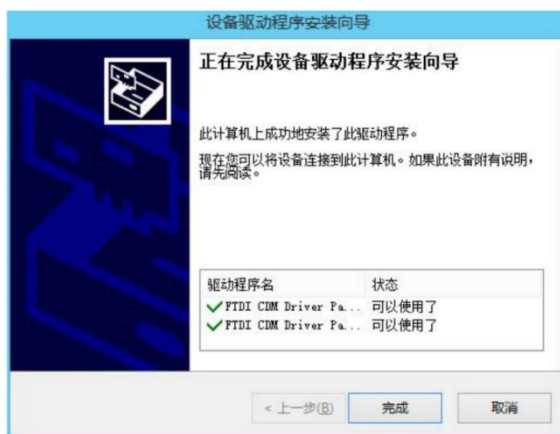 设备驱动程序安装向导
正在完成设备驱动程序安装向导
此计算机上成功地安装了此驱动程序。
现在您可以将设备连接到此计算机。如果此设备附有说明，
请先阅读。
驱动程序名 状态
FTDI CDM Driver Pa... 可以使用了
FTDI CDM Driver Pa... 可以使用了
< 上一步(B) 完成 取消